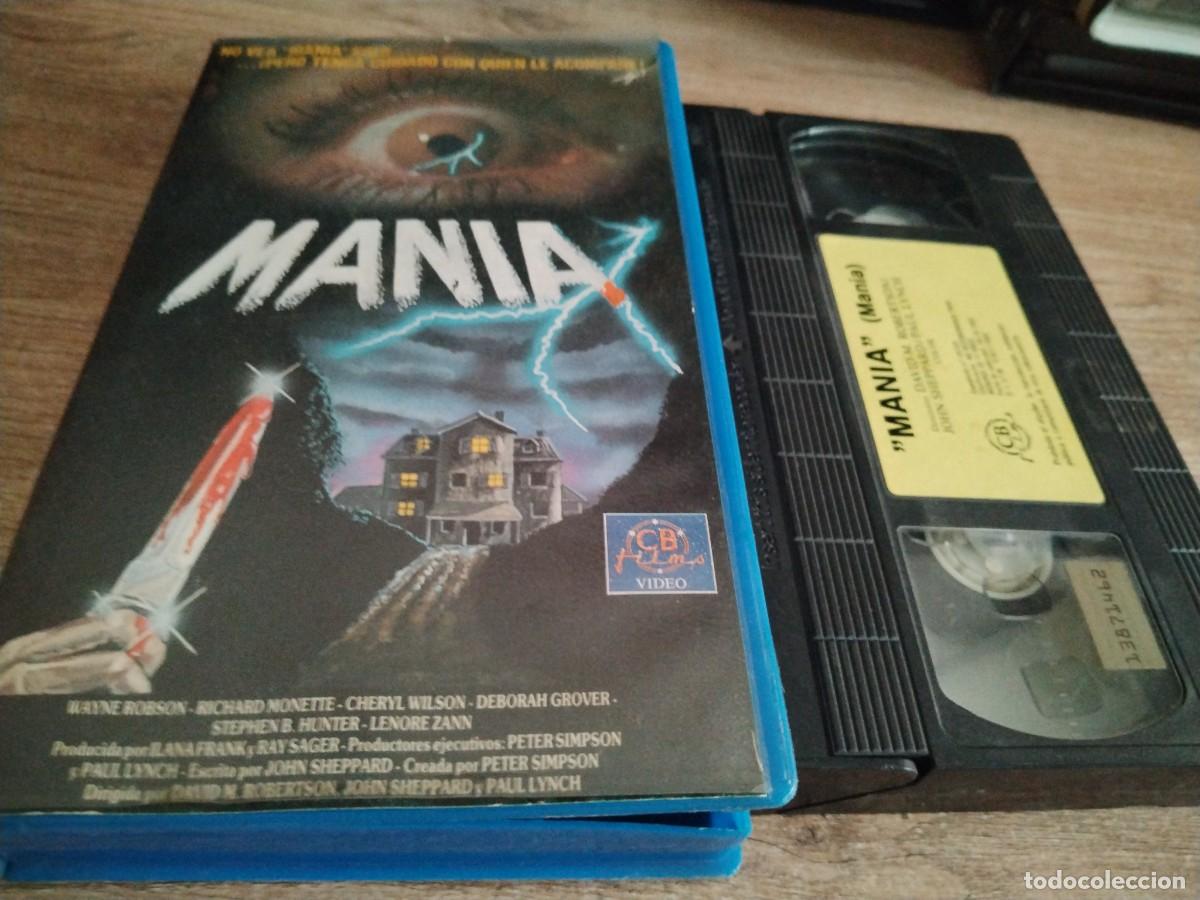 NO VEA "MANIA" SOLO
...¡PERO TENGA CUIDADO CON QUIEN LE ACOMPAÑE!
MANIA
CB
films
VIDEO
WAYNE ROBSON - RICHARD MONETTE - CHERYL WILSON - DEBORAH GROVER -
STEPHEN B. HUNTER - LENORE ZANN
Producida por ILANA FRANK y RAY SAGER - Productores ejecutivos: PETER SIMPSON
y PAUL LYNCH - Escrito por JOHN SHEPPARD - Creada por PETER SIMPSON
Dirigida por DAVID M. ROBERTSON, JOHN SHEPPARD y PAUL LYNCH
"MANIA" (Mania)
DAVID M. ROBERTSON/
JOHN SHEPPARD/PAUL LYNCH
CB
13871462
todocoleccion